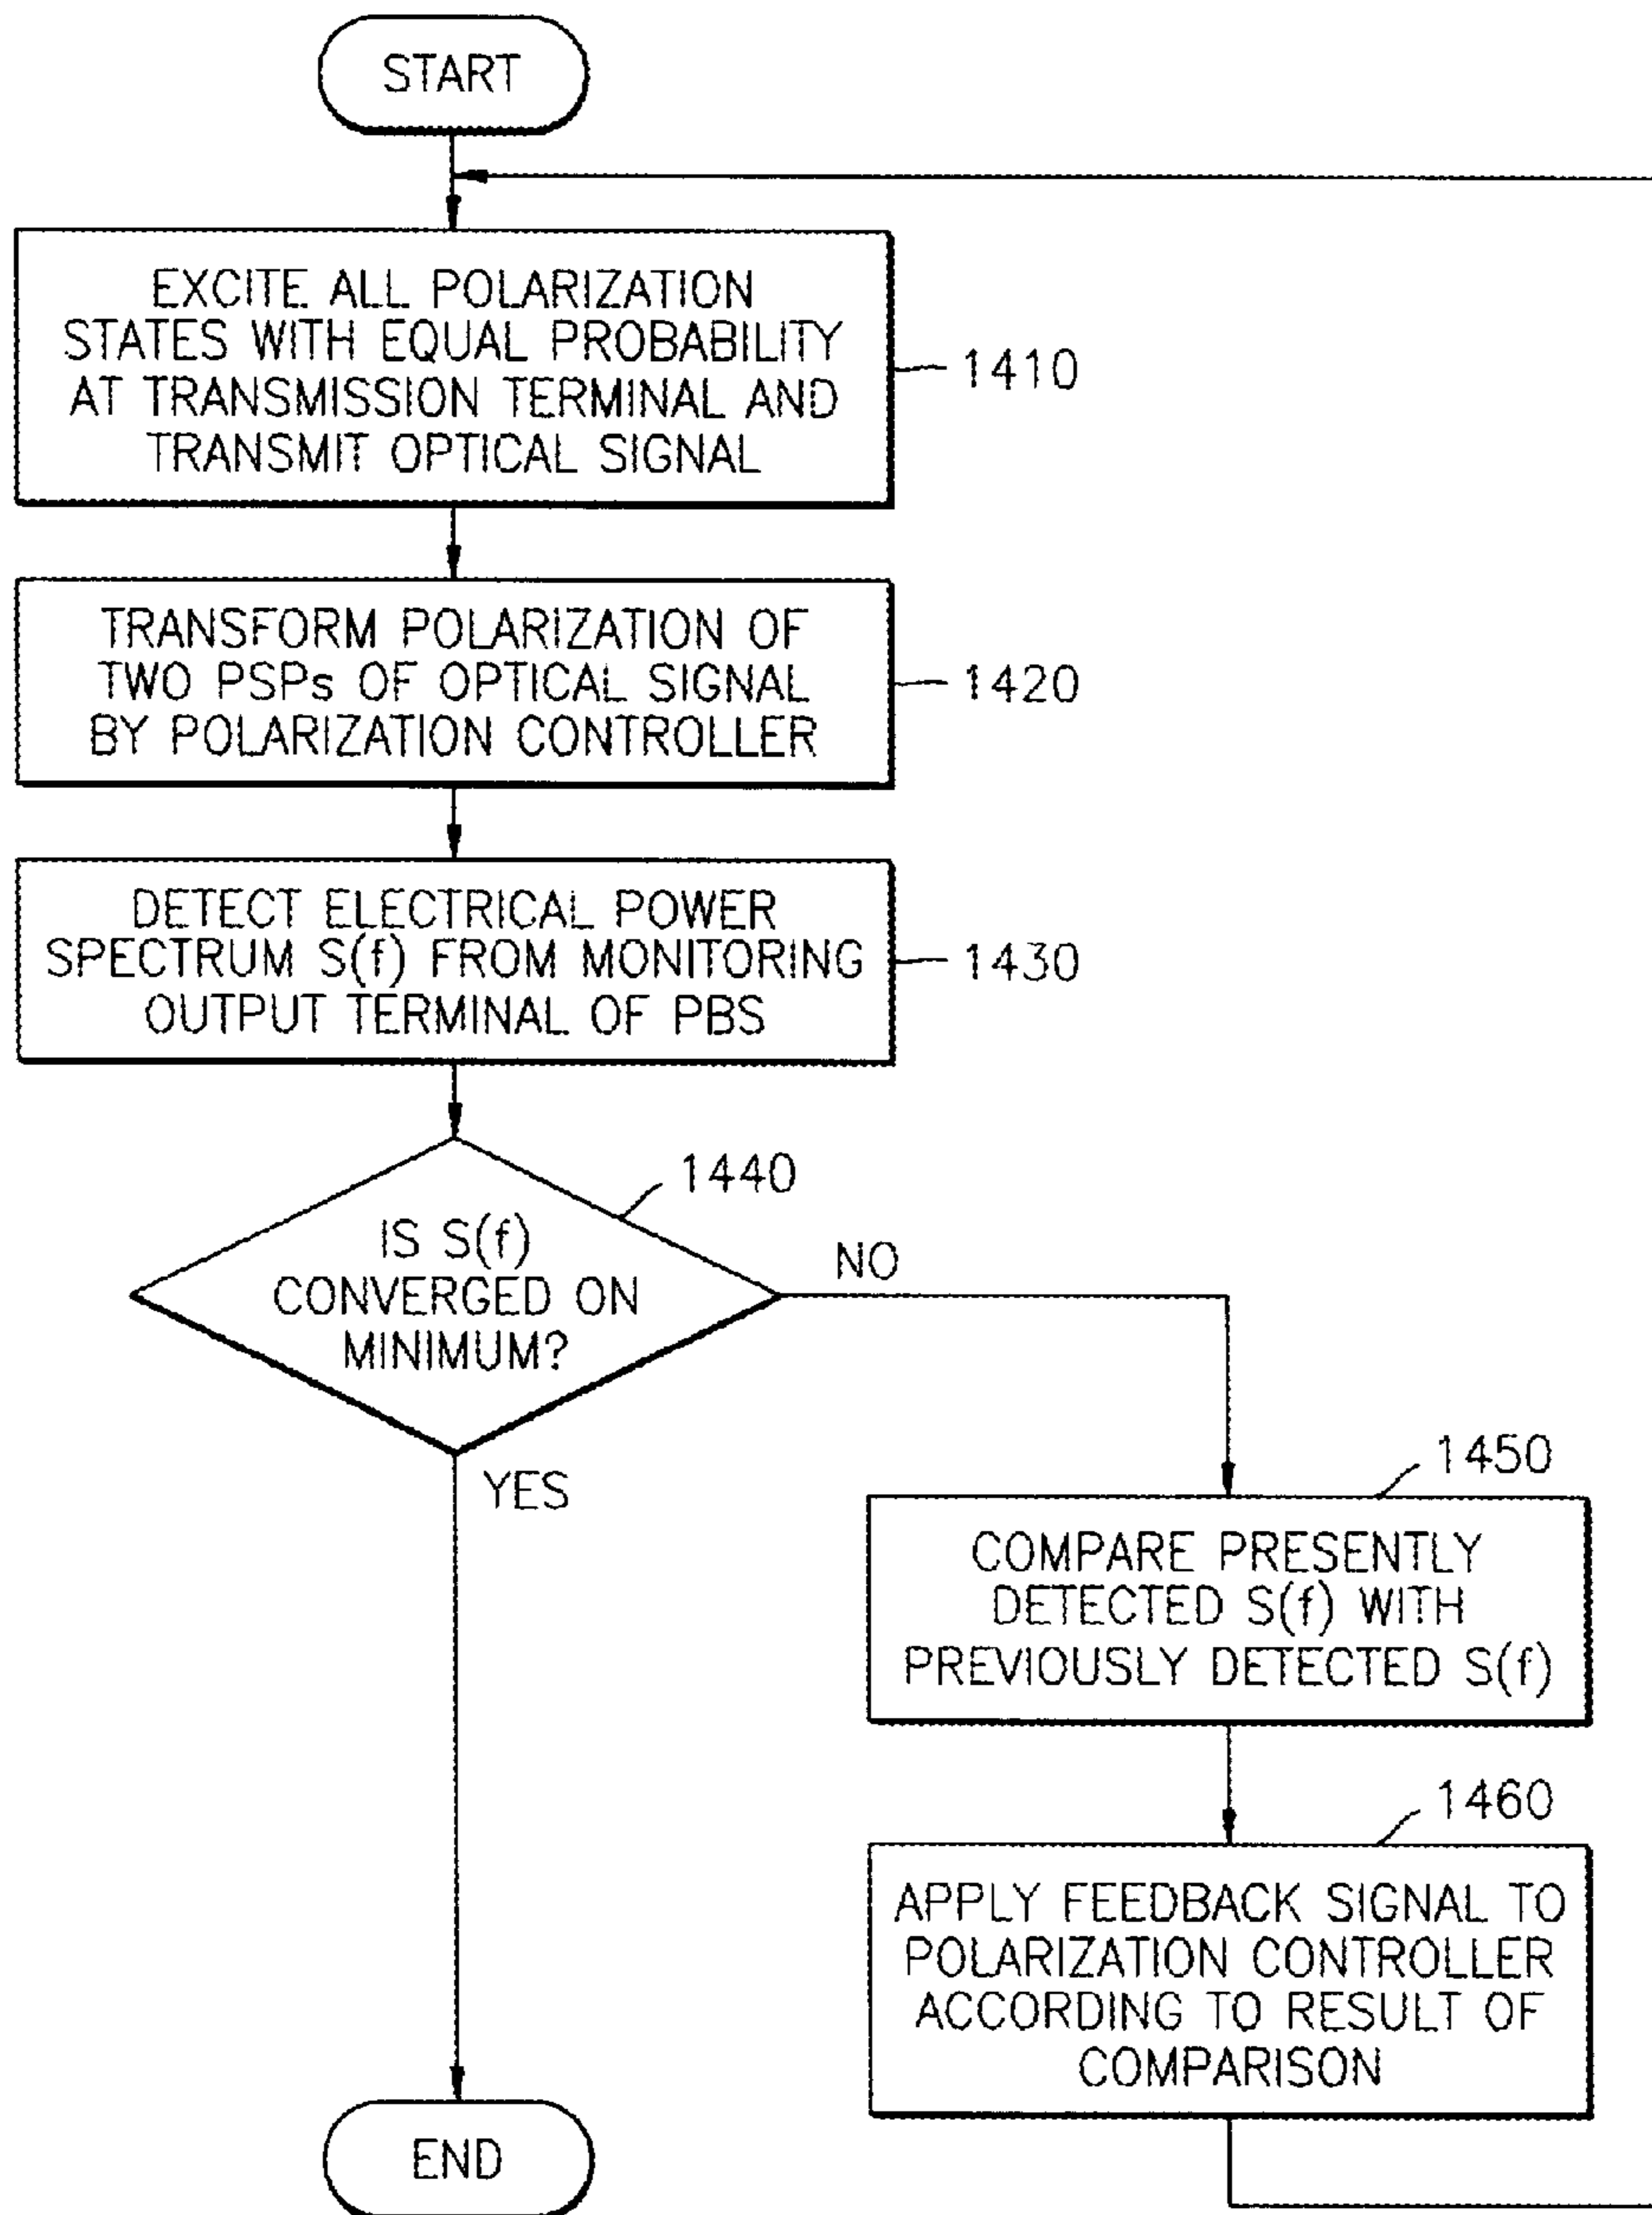 START
EXCITE ALL POLARIZATION
STATES WITH EQUAL PROBABILITY
AT TRANSMISSION TERMINAL AND
TRANSMIT OPTICAL SIGNAL
1410
TRANSFORM POLARIZATION OF
TWO PSPs OF OPTICAL SIGNAL
BY POLARIZATION CONTROLLER
1420
DETECT ELECTRICAL POWER
SPECTRUM S(f) FROM MONITORING
OUTPUT TERMINAL OF PBS
1430
1440
IS S(f)
CONVERGED ON
MINIMUM?
NO
YES
1450
COMPARE PRESENTLY
DETECTED S(f) WITH
PREVIOUSLY DETECTED S(f)
1460
APPLY FEEDBACK SIGNAL TO
POLARIZATION CONTROLLER
ACCORDING TO RESULT OF
COMPARISON
END